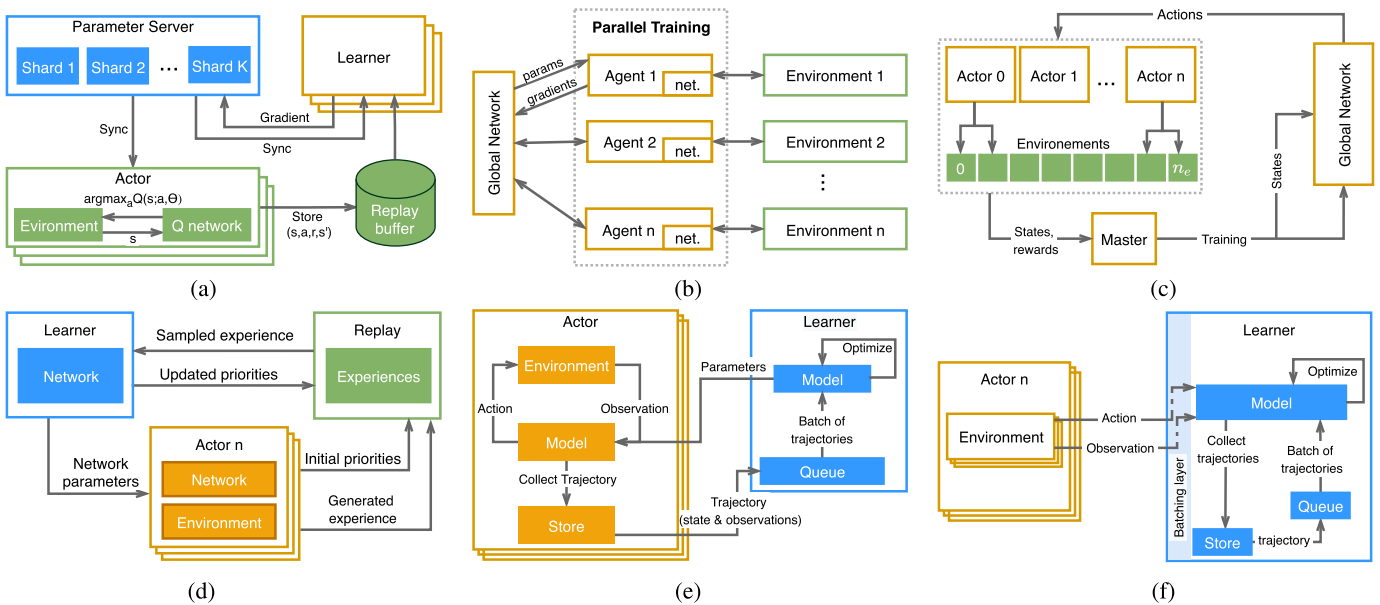 Parameter Server
Shard 1
Shard 2
...
Shard K
Learner
Gradient
Sync
Sync
Actor
argmaxaQ(s;a,Θ)
Evironment
Q network
s
Store
(s,a,r,s')
Replay
buffer
(a)
Parallel Training
Global Network
params
gradients
Agent 1
net.
Environment 1
Agent 2
net.
Environment 2
...
Agent n
net.
Environment n
(b)
Actions
Actor 0
Actor 1
...
Actor n
Environements
0
nₑ
Global Network
States
States,
rewards
Master
Training
(c)
Learner
Network
Sampled experience
Updated priorities
Replay
Experiences
Network
parameters
Actor n
Network
Environment
Initial priorities
Generated
experience
(d)
Actor
Environment
Action
Observation
Model
Collect Trajectory
Store
Parameters
Trajectory
(state & observations)
Learner
Optimize
Model
Batch of
trajectories
Queue
(e)
Actor n
Environment
Action
Observation
Batching layer
Learner
Optimize
Model
Collect
trajectories
Batch of
trajectories
Queue
Store
trajectory
(f)